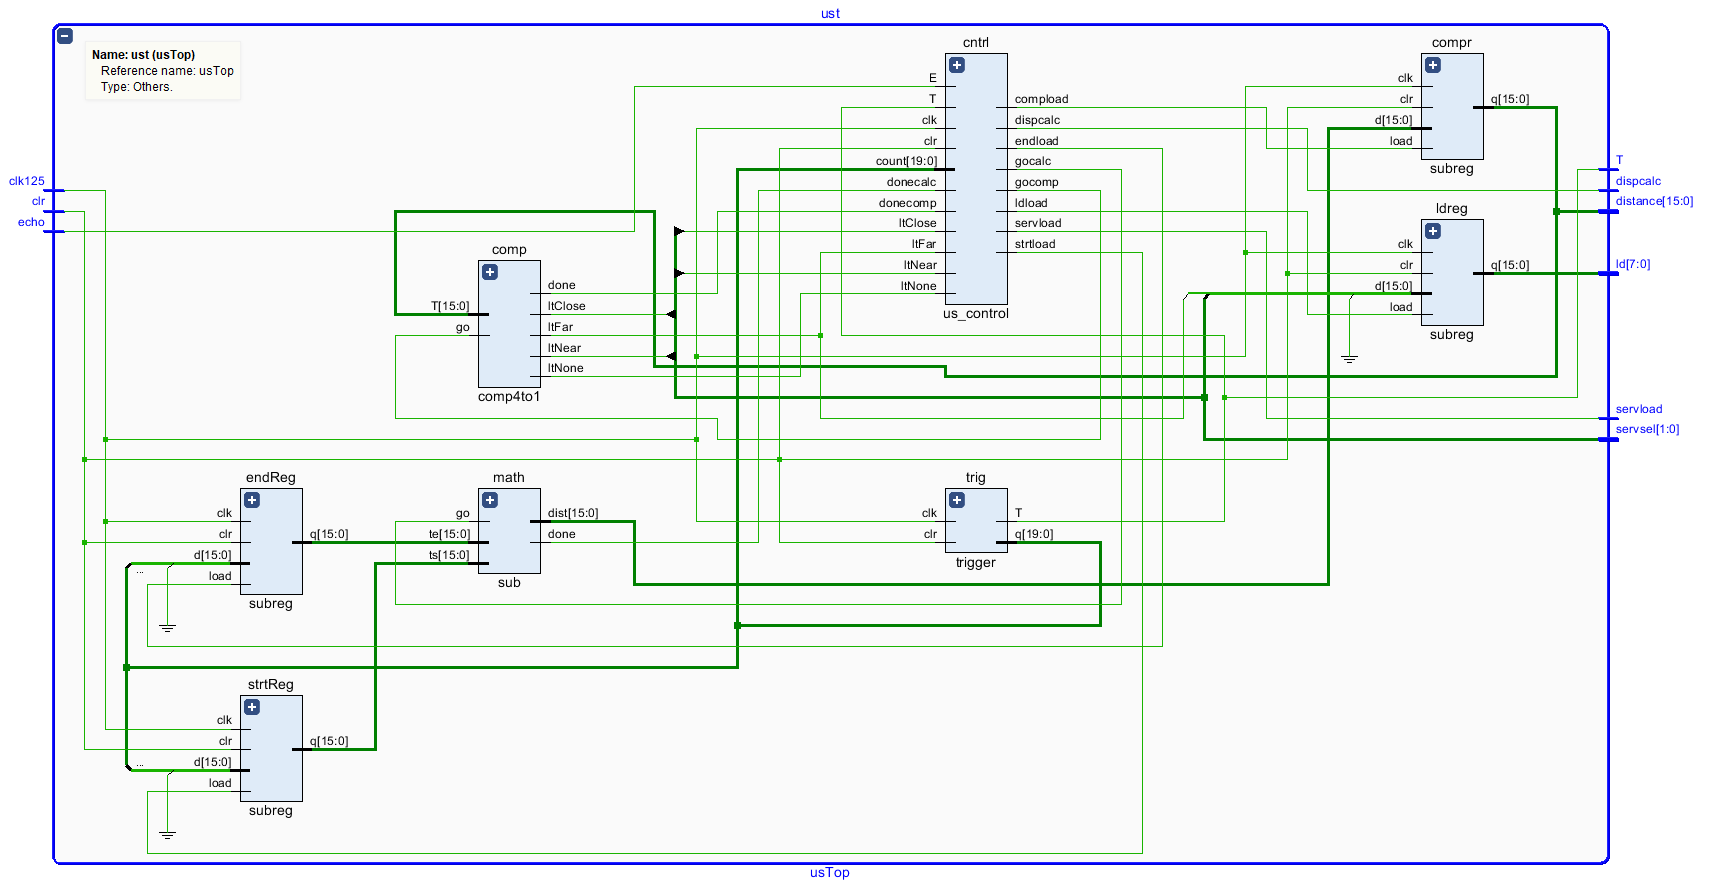 ust
Name: ust (usTop)
Reference name: usTop
Type: Others.
clk125
clr
echo
cntrl
E
T
clk
clr
count[19:0]
donecalc
donecomp
ltClose
ltFar
ltNear
ltNone
compload
dispcalc
endload
gocalc
gocomp
ldload
servload
strtload
us_control
compr
clk
clr
d[15:0]
load
q[15:0]
subreg
ldreg
clk
clr
d[15:0]
load
q[15:0]
subreg
T
dispcalc
distance[15:0]
ld[7:0]
servload
servsel[1:0]
comp
T[15:0]
go
done
ltClose
ltFar
ltNear
ltNone
comp4to1
endReg
clk
clr
d[15:0]
...
load
q[15:0]
subreg
math
go
te[15:0]
ts[15:0]
dist[15:0]
done
sub
trig
clk
clr
T
q[19:0]
trigger
strtReg
clk
clr
d[15:0]
...
load
q[15:0]
subreg
usTop